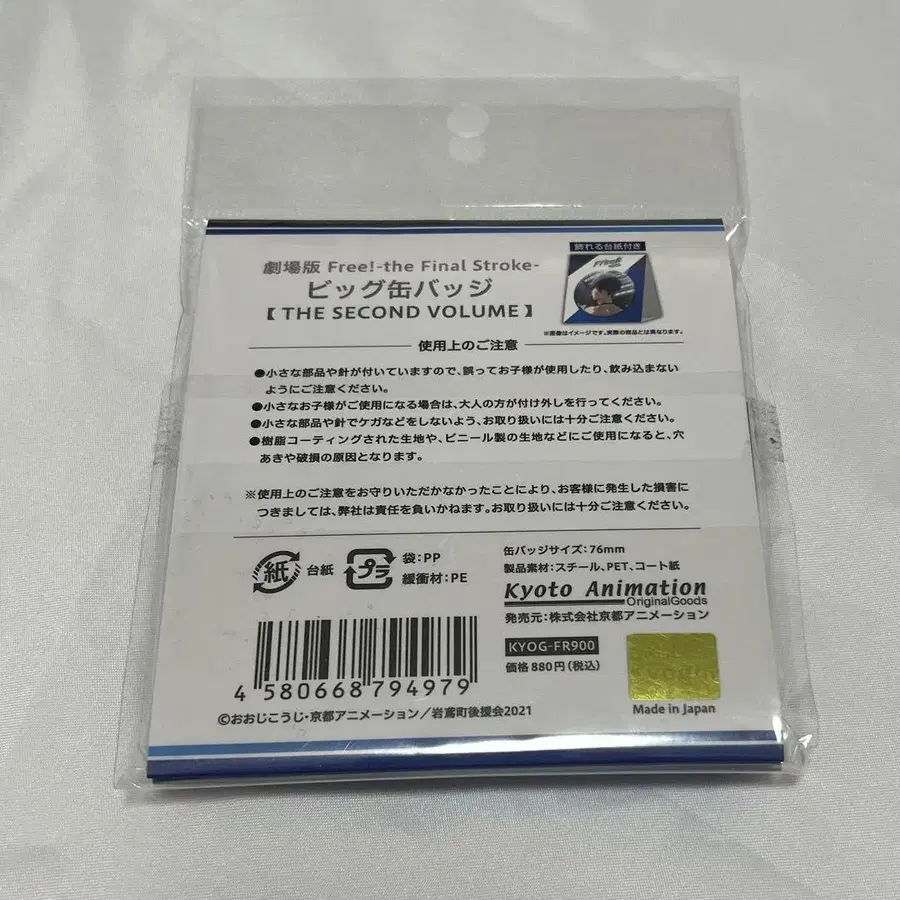 飾れる台紙付き
Free!
劇場版 Free!-the Final Stroke-
ビッグ缶バッジ
【THE SECOND VOLUME】
※画像はイメージです。実際の商品とは異なります。
使用上のご注意
●小さな部品や針が付いていますので、誤ってお子様が使用したり、飲み込まない
ようにご注意ください。
●小さなお子様がご使用になる場合は、大人の方が付け外しを行ってください。
●小さな部品や針でケガなどをしないよう、お取り扱いには十分ご注意ください。
●樹脂コーティングされた生地や、ビニール製の生地などにご使用になると、穴
あきや破損の原因となります。
※使用上のご注意をお守りいただかなかったことにより、お客様に発生した損害に
つきましては、弊社は責任を負いかねます。お取り扱いには十分ご注意ください。
紙 台紙
プラ 袋:PP
緩衝材:PE
缶バッジサイズ:76mm
製品素材:スチール、PET、コート紙
Kyoto Animation
OriginalGoods
発売元:株式会社京都アニメーション
KYOG-FR900
価格880円(税込)
4 580668 794979
Made in Japan
©おおじこうじ・京都アニメーション/岩鳶町後援会2021